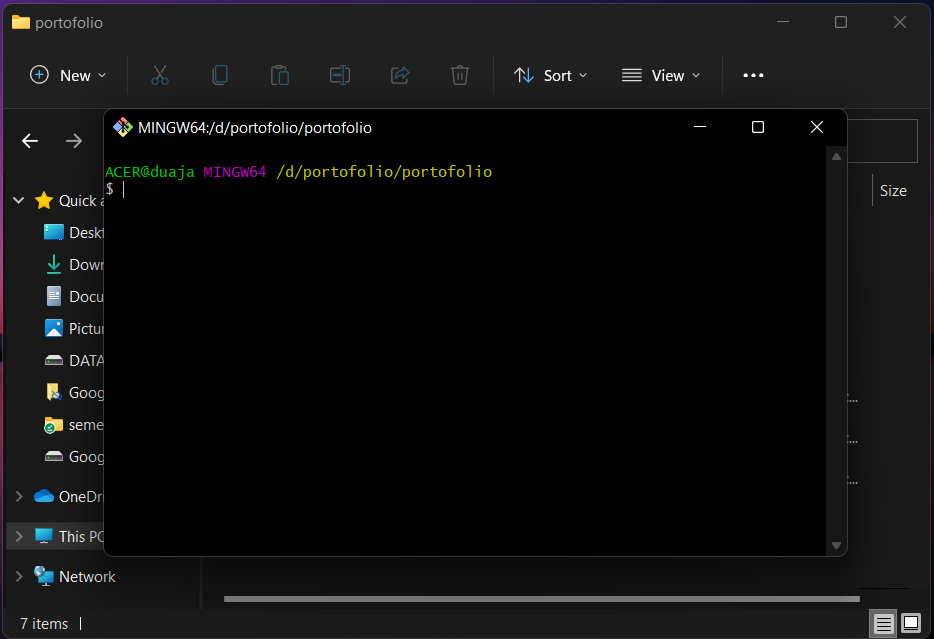 portofolio
New
Sort
View
MINGW64:/d/portofolio/portofolio
ACER@duaja MINGW64 /d/portofolio/portofolio
$
Size
Quick a
Deskt
Down
Docu
Pictur
DATA
Goog
seme
Goog
OneDri
This PC
Network
7 items